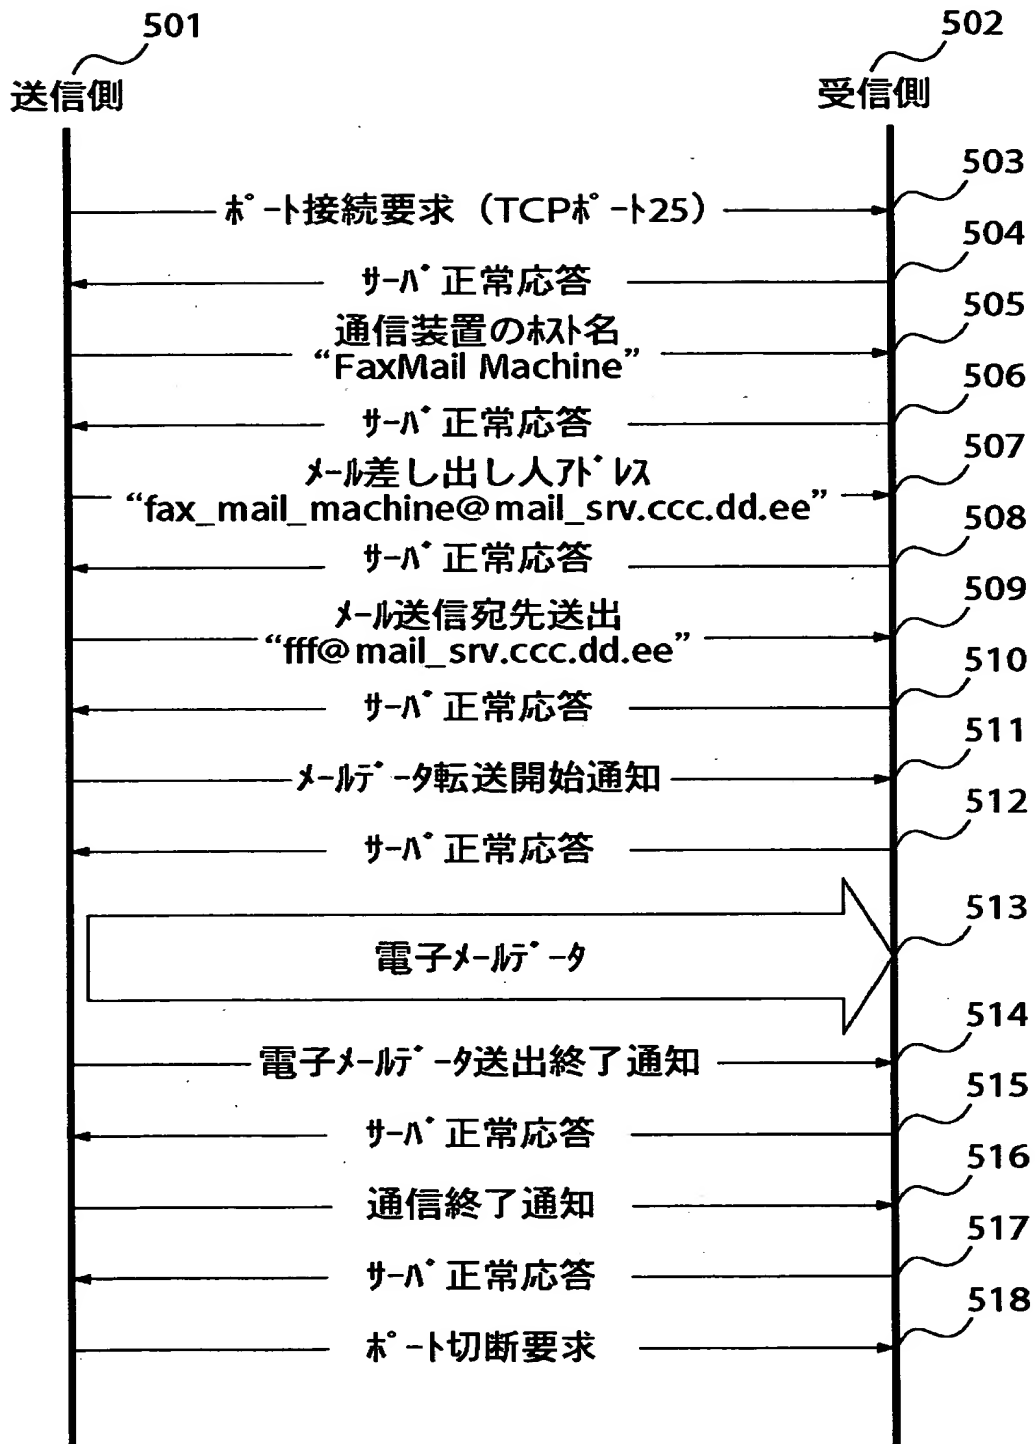 501
502
送信側
受信側
503
ﾎﾟｰﾄ接続要求（TCPﾎﾟｰﾄ25）
504
ｻｰﾊﾞ正常応答
505
通信装置のﾎｽﾄ名
“FaxMail Machine”
506
ｻｰﾊﾞ正常応答
507
ﾒｰﾙ差し出し人ｱﾄﾞﾚｽ
“fax_mail_machine@mail_srv.ccc.dd.ee”
508
ｻｰﾊﾞ正常応答
509
ﾒｰﾙ送信宛先送出
“fff@mail_srv.ccc.dd.ee”
510
ｻｰﾊﾞ正常応答
511
ﾒｰﾙﾃﾞｰﾀ転送開始通知
512
ｻｰﾊﾞ正常応答
513
電子ﾒｰﾙﾃﾞｰﾀ
514
電子ﾒｰﾙﾃﾞｰﾀ送出終了通知
515
ｻｰﾊﾞ正常応答
516
通信終了通知
517
ｻｰﾊﾞ正常応答
518
ﾎﾟｰﾄ切断要求